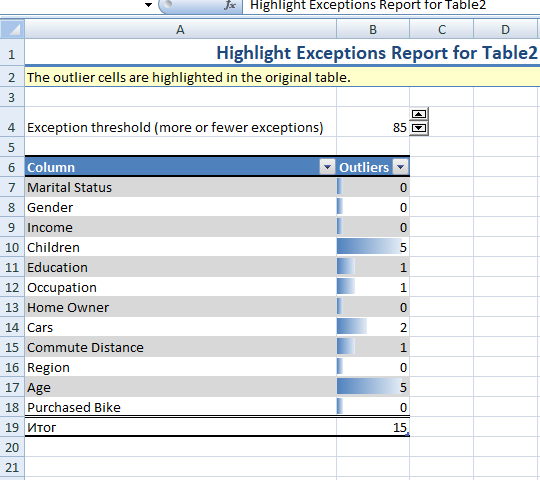 fx Highlight Exceptions Report for Table2
A B C D
1 Highlight Exceptions Report for Table2
2 The outlier cells are highlighted in the original table.
3
4 Exception threshold (more or fewer exceptions) 85
5
6 Column Outliers
7 Marital Status 0
8 Gender 0
9 Income 0
10 Children 5
11 Education 1
12 Occupation 1
13 Home Owner 0
14 Cars 2
15 Commute Distance 1
16 Region 0
17 Age 5
18 Purchased Bike 0
19 Итог 15
20
21